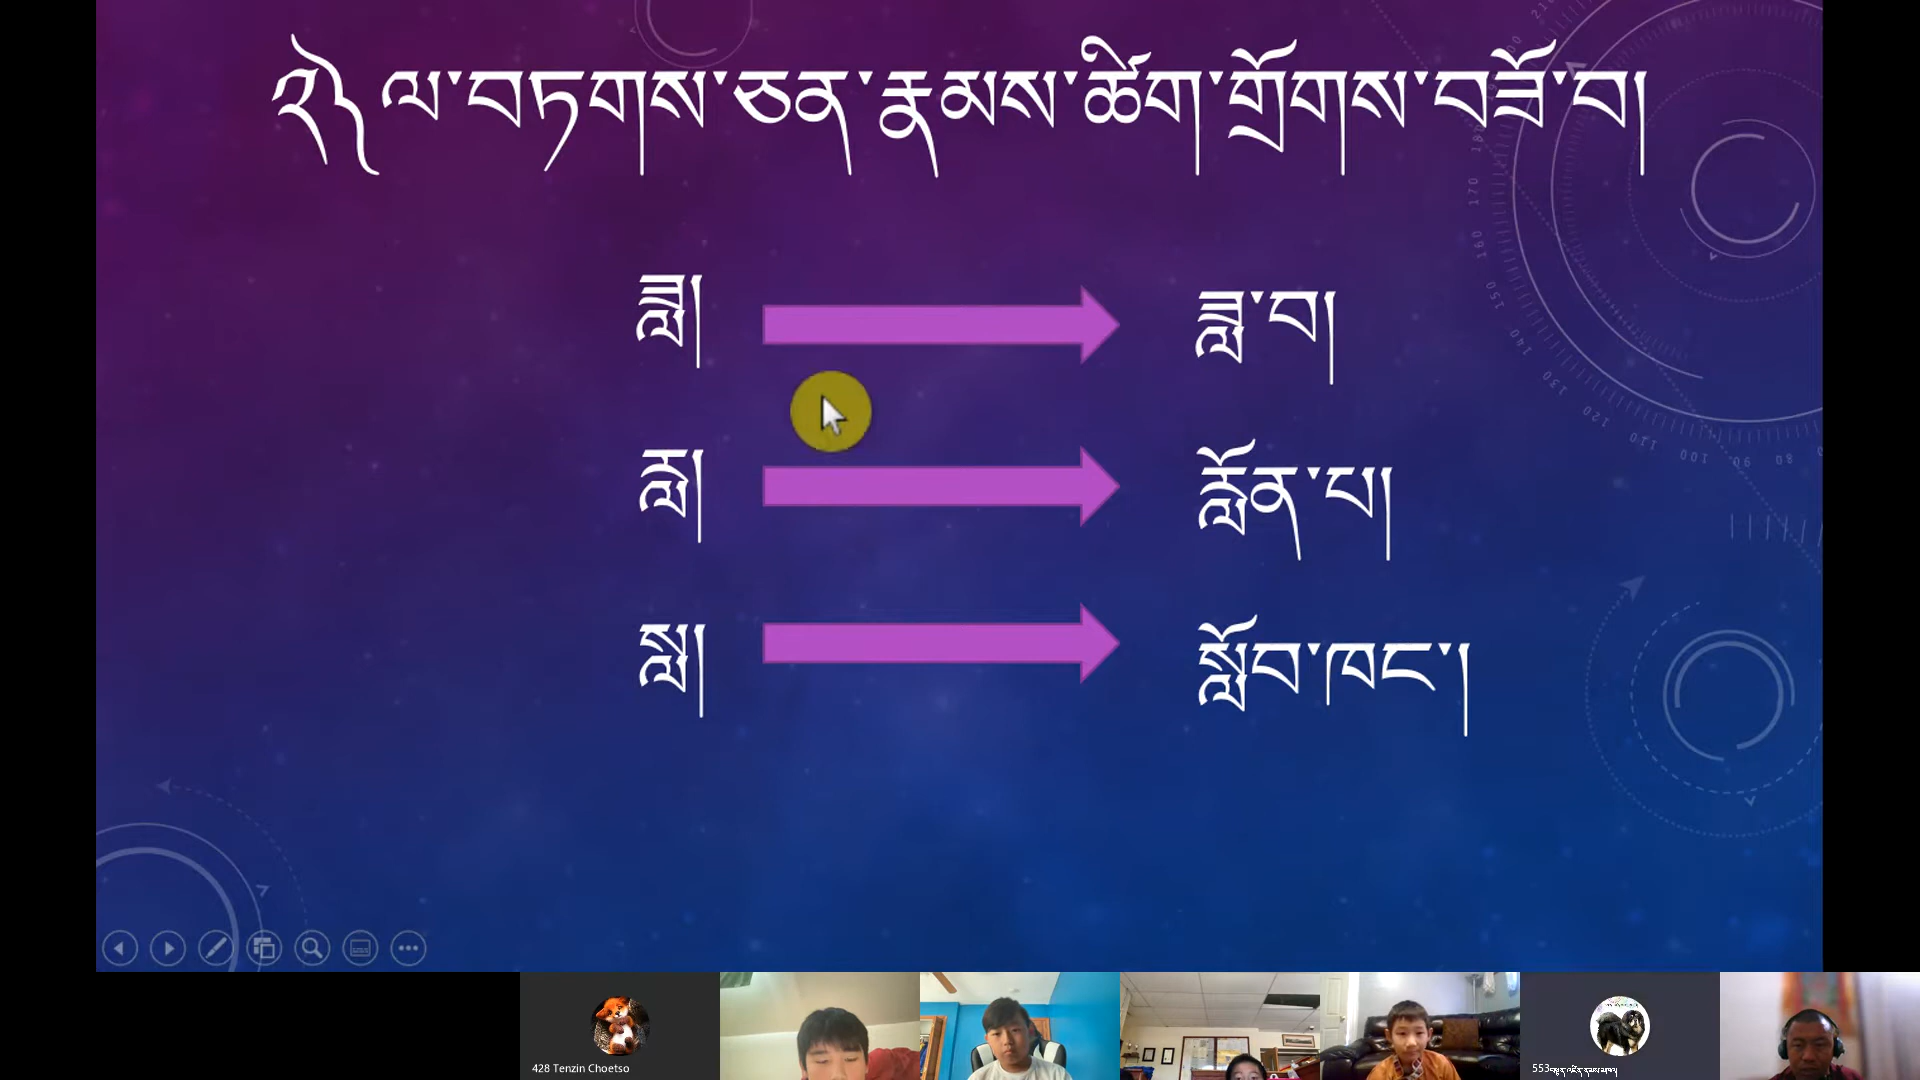 ༢༽ ལ་བཏགས་ཅན་རྣམས་ཚིག་གྲོགས་བཟོ་བ།
ཟླ། ཟླ་བ།
རླ། རློན་པ།
སླ། སློབ་ཁང་།
428 Tenzin Choetso